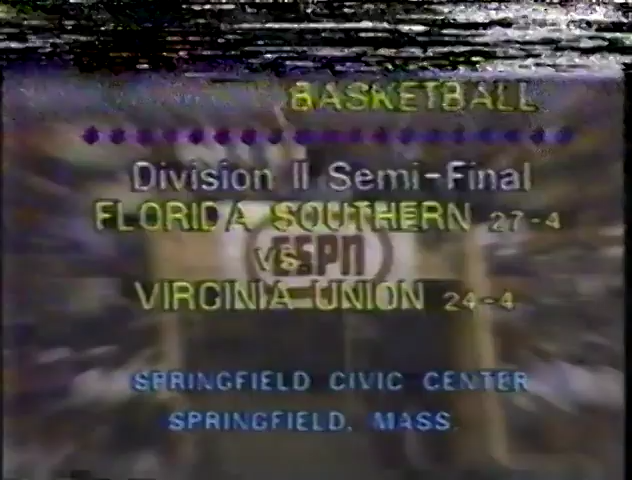 BASKETBALL
Division II Semi-Final
FLORIDA SOUTHERN 27-4
VS.
ESPN
VIRGINIA UNION 24-4
SPRINGFIELD CIVIC CENTER
SPRINGFIELD, MASS.